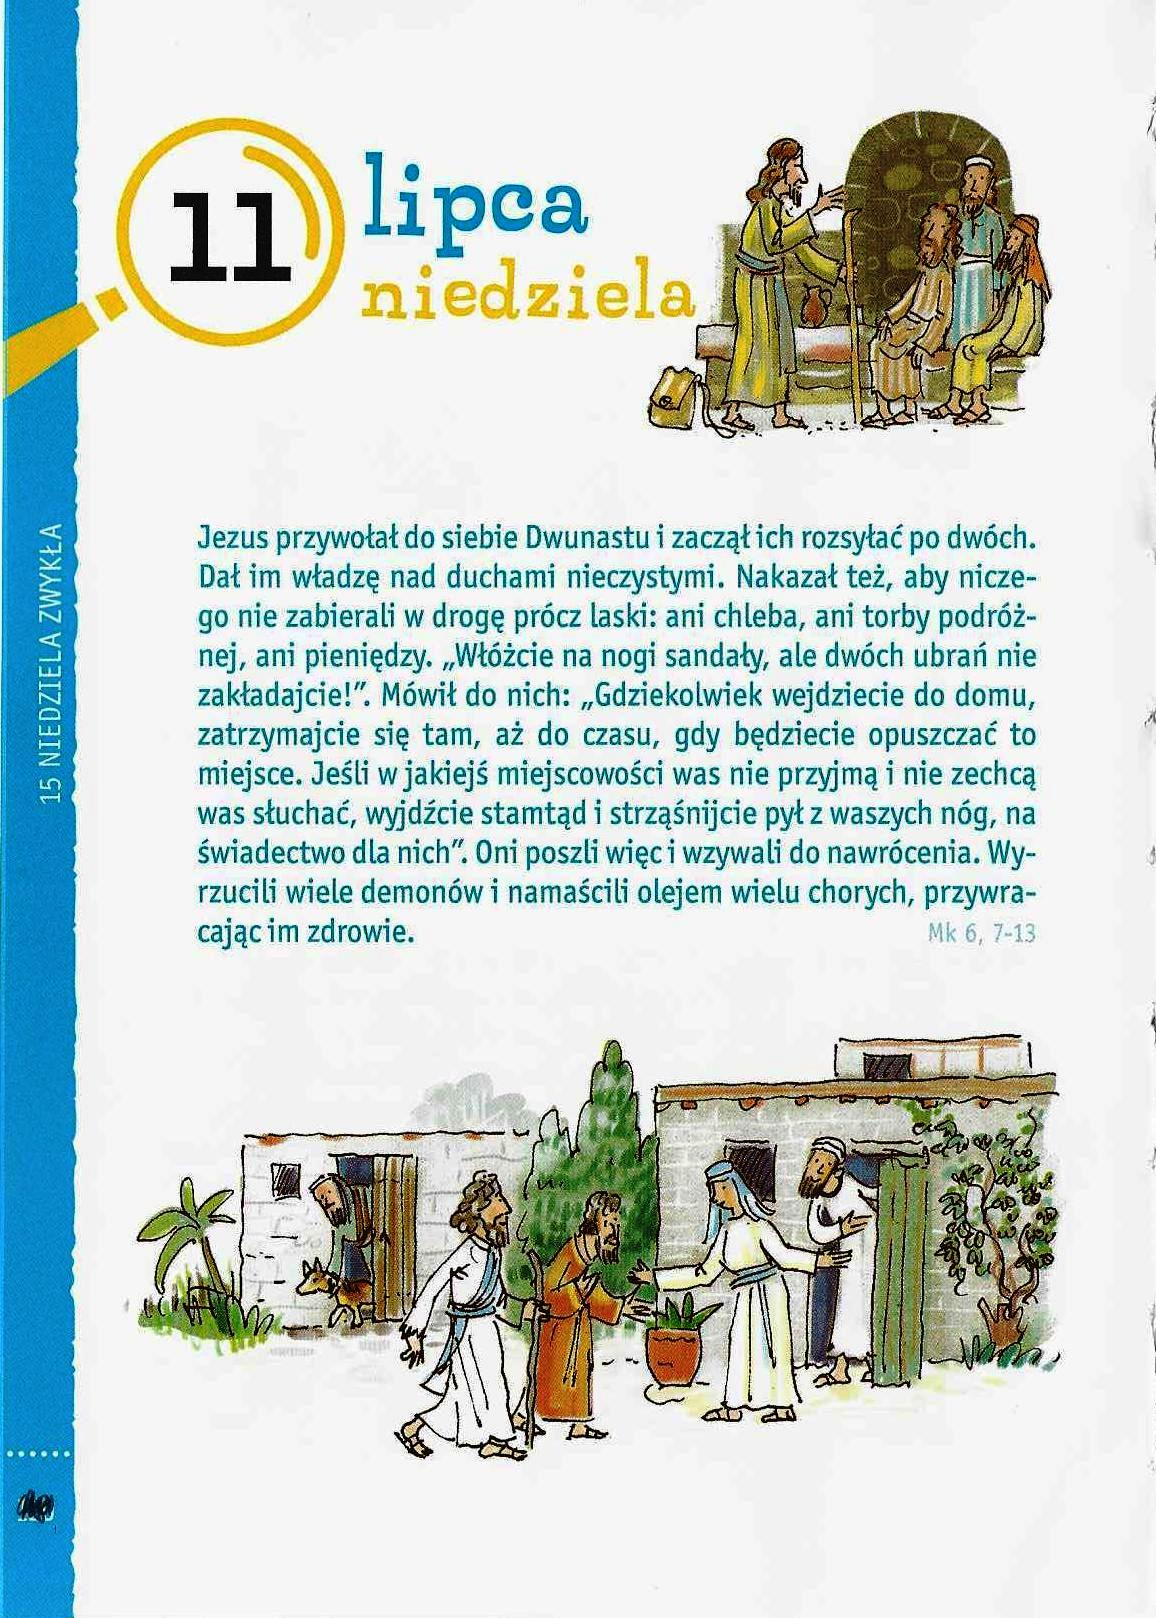 11
lipca
niedziela
15 NIEDZIELA ZWYKŁA
Jezus przywołał do siebie Dwunastu i zaczął ich rozsyłać po dwóch.
Dał im władzę nad duchami nieczystymi. Nakazał też, aby nicze-
go nie zabierali w drogę prócz laski: ani chleba, ani torby podróż-
nej, ani pieniędzy. „Włóżcie na nogi sandały, ale dwóch ubrań nie
zakładajcie!”. Mówił do nich: „Gdziekolwiek wejdziecie do domu,
zatrzymajcie się tam, aż do czasu, gdy będziecie opuszczać to
miejsce. Jeśli w jakiejś miejscowości was nie przyjmą i nie zechcą
was słuchać, wyjdźcie stamtąd i strząśnijcie pył z waszych nóg, na
świadectwo dla nich”. Oni poszli więc i wzywali do nawrócenia. Wy-
rzucili wiele demonów i namaścili olejem wielu chorych, przywra-
cając im zdrowie.
Mk 6, 7-13